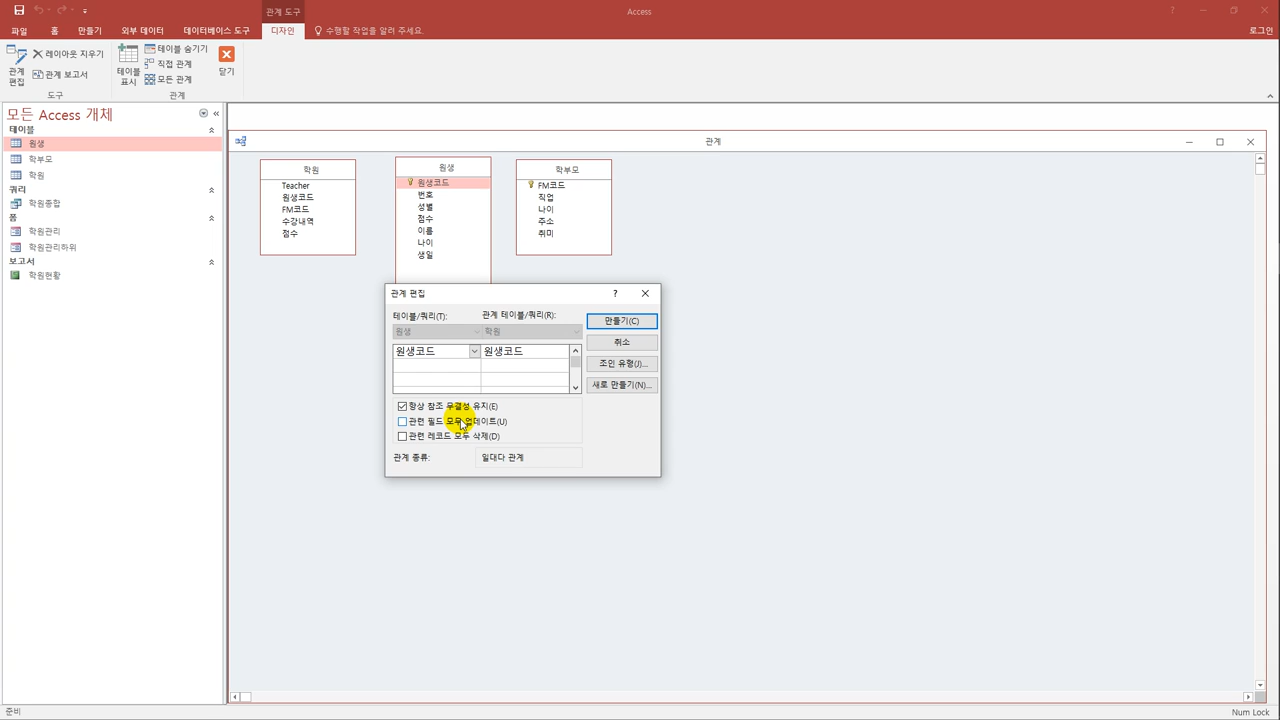 관계 도구
Access
파일
홈
만들기
외부 데이터
데이터베이스 도구
디자인
수행할 작업을 알려 주세요.
로그인
관계 편집
레이아웃 지우기
관계 보고서
도구
테이블 표시
테이블 숨기기
직접 관계
모든 관계
닫기
관계
모든 Access 개체
테이블
원생
학부모
학원
쿼리
학원종합
폼
학원관리
학원관리하위
보고서
학원현황
관계
학원
Teacher
원생코드
FM코드
수강내역
점수
원생
원생코드
번호
성별
점수
이름
나이
생일
학부모
FM코드
직업
나이
주소
취미
관계 편집
테이블/쿼리(T):
관계 테이블/쿼리(R):
원생
학원
원생코드
원생코드
만들기(C)
취소
조인 유형(J)...
새로 만들기(N)...
항상 참조 무결성 유지(E)
관련 필드 모두 업데이트(U)
관련 레코드 모두 삭제(D)
관계 종류:
일대다 관계
준비
Num Lock